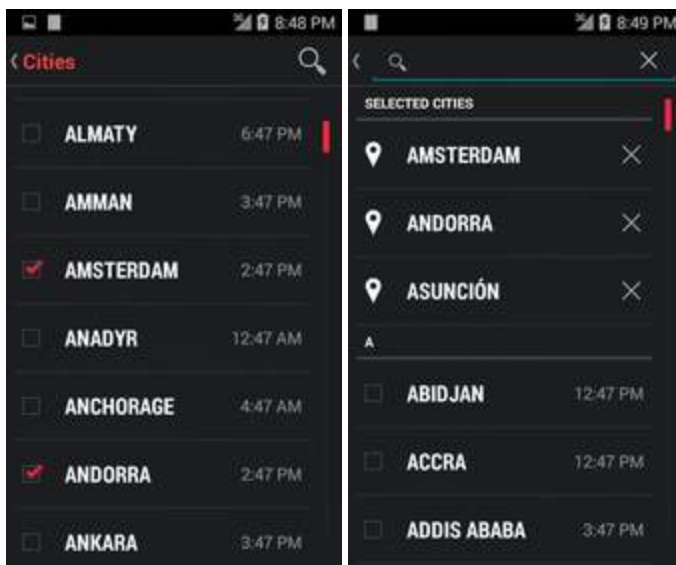 8:48 PM
Cities
ALMATY 6:47 PM
AMMAN 3:47 PM
AMSTERDAM 2:47 PM
ANADYR 12:47 AM
ANCHORAGE 4:47 AM
ANDORRA 2:47 PM
ANKARA 3:47 PM
8:49 PM
SELECTED CITIES
AMSTERDAM
ANDORRA
ASUNCIÓN
A
ABIDJAN 12:47 PM
ACCRA 12:47 PM
ADDIS ABABA 3:47 PM